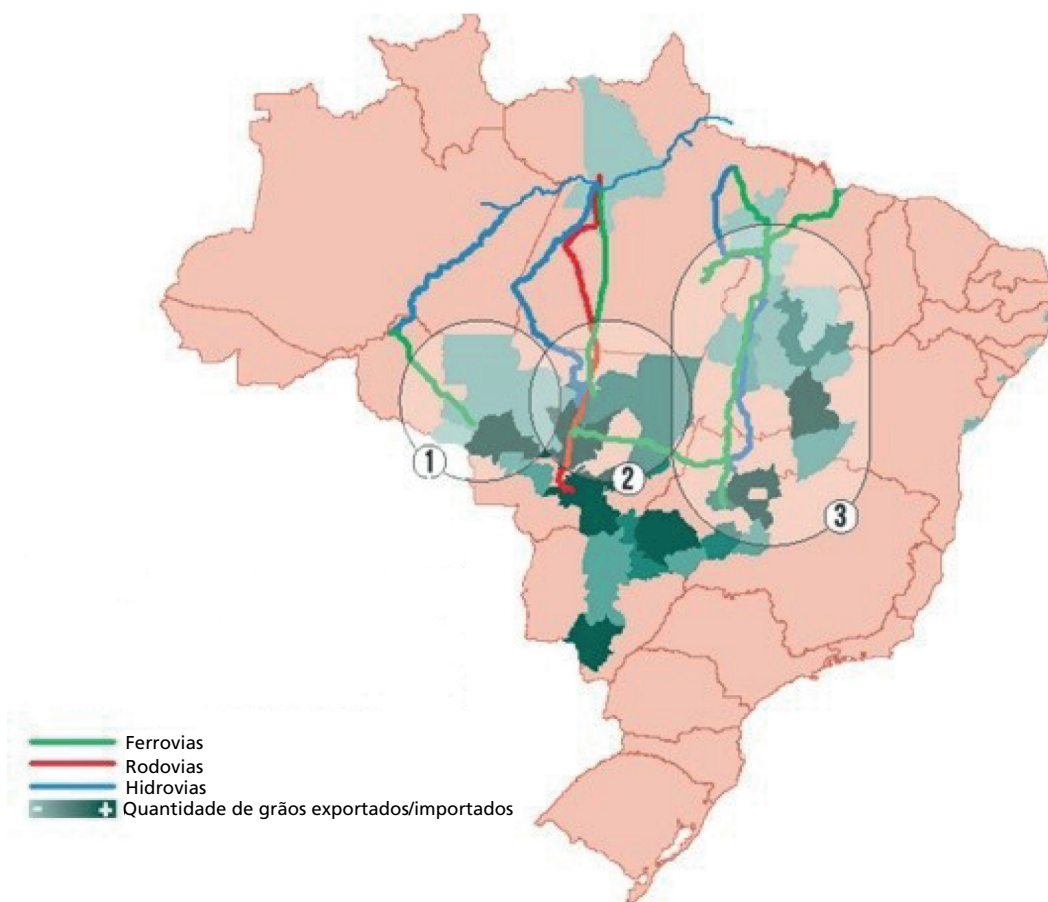 1
2
3
Ferrovias
Rodovias
Hidrovias
- + Quantidade de grãos exportados/importados